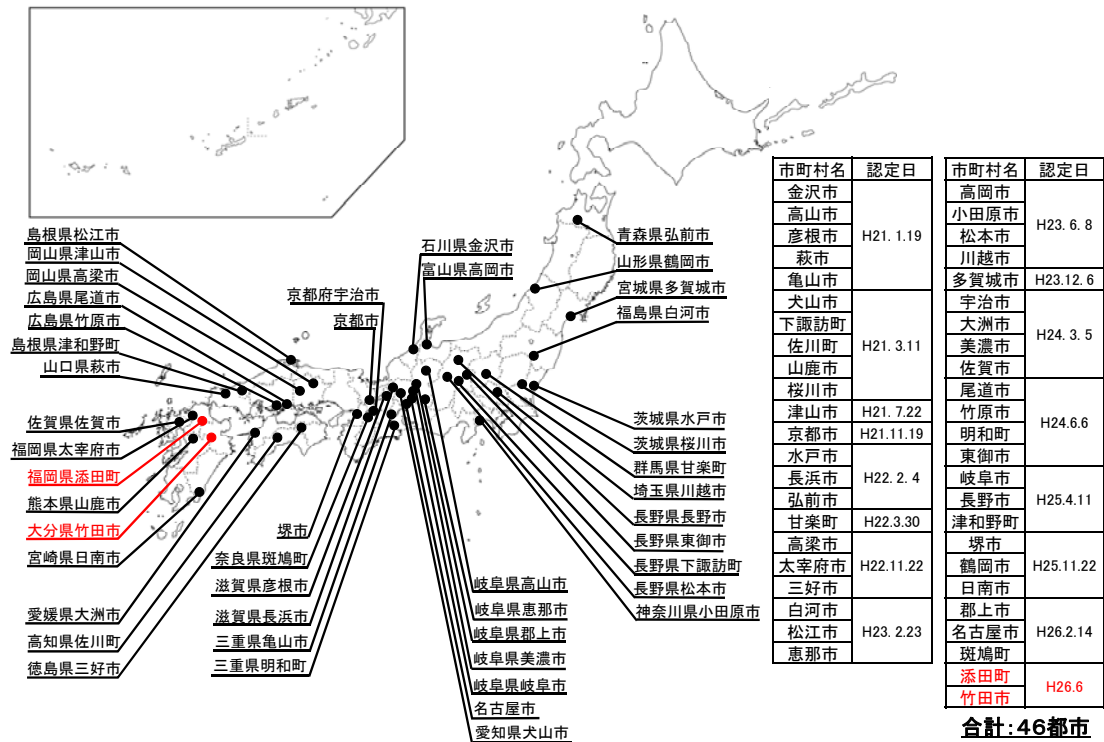 島根県松江市
岡山県津山市
岡山県高梁市
広島県尾道市
広島県竹原市
島根県津和野町
山口県萩市
佐賀県佐賀市
福岡県太宰府市
福岡県添田町
熊本県山鹿市
大分県竹田市
宮崎県日南市
愛媛県大洲市
高知県佐川町
徳島県三好市
京都府宇治市
京都市
石川県金沢市
富山県高岡市
堺市
奈良県斑鳩町
滋賀県彦根市
滋賀県長浜市
三重県亀山市
三重県明和町
岐阜県高山市
岐阜県恵那市
岐阜県郡上市
岐阜県美濃市
岐阜県岐阜市
名古屋市
愛知県犬山市
青森県弘前市
山形県鶴岡市
宮城県多賀城市
福島県白河市
茨城県水戸市
茨城県桜川市
群馬県甘楽町
埼玉県川越市
長野県長野市
長野県東御市
長野県下諏訪町
長野県松本市
神奈川県小田原市
市町村名 認定日
金沢市
高山市
彦根市
萩市
亀山市
H21. 1.19
犬山市
下諏訪町
佐川町
山鹿市
桜川市
H21. 3.11
津山市 H21. 7.22
京都市 H21.11.19
水戸市
長浜市
弘前市
H22. 2. 4
甘楽町 H22.3.30
高梁市
太宰府市
三好市
H22.11.22
白河市
松江市
恵那市
H23. 2.23
市町村名 認定日
高岡市
小田原市
松本市
川越市
H23. 6. 8
多賀城市 H23.12. 6
宇治市
大洲市
美濃市
佐賀市
H24. 3. 5
尾道市
竹原市
明和町
東御市
H24.6.6
岐阜市
長野市
津和野町
H25.4.11
堺市
鶴岡市
日南市
H25.11.22
郡上市
名古屋市
斑鳩町
H26.2.14
添田町
竹田市
H26.6
合計:46都市